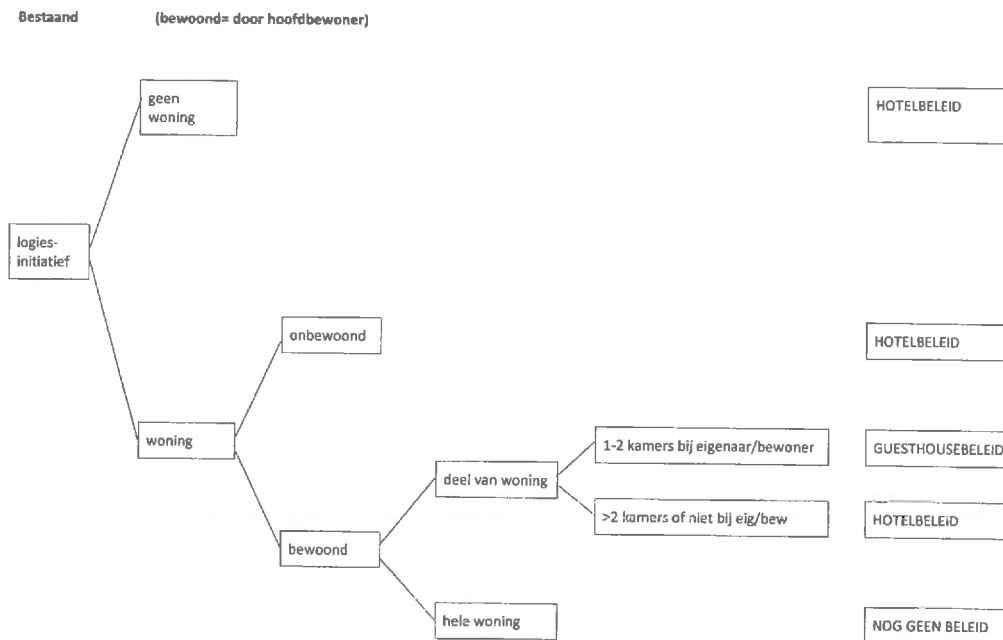 Bestaand (bewoond= door hoofdbewoner)
geen
woning
HOTELBELEID
logies-
initiatief
onbewoond
HOTELBELEID
woning
1-2 kamers bij eigenaar/bewoner
GUESTHOUSEBELEID
deel van woning
>2 kamers of niet bij eig/bew
HOTELBELEID
bewoond
hele woning
NOG GEEN BELEID